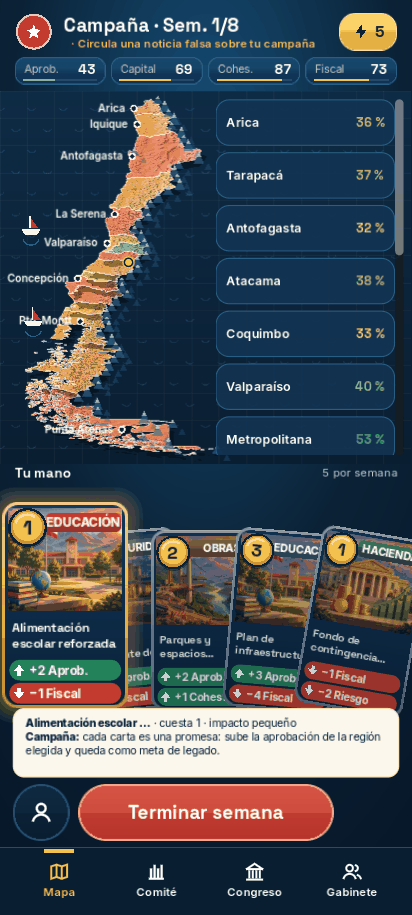 Campaña · Sem. 1/8
· Circula una noticia falsa sobre tu campaña
5
Aprob. 43
Capital 69
Cohes. 87
Fiscal 73
Arica
Iquique
Antofagasta
La Serena
Valparaíso
Concepción
Pto Montt
Punta Arenas
Arica 36 %
Tarapacá 37 %
Antofagasta 32 %
Atacama 38 %
Coquimbo 33 %
Valparaíso 40 %
Metropolitana 53 %
Tu mano
5 por semana
1
EDUCACIÓN
Alimentación
escolar reforzada
+2 Aprob.
−1 Fiscal
2
OBRAS
Parques y
espacios...
+2 Aprob
+1 Cohes.
3
EDUCAC
Plan de
infraestructu
+3 Aprob
−4 Fiscal
1
HACIENDA
Fondo de
contingencia...
−1 Fiscal
−2 Riesgo
Alimentación escolar ... · cuesta 1 · impacto pequeño
Campaña: cada carta es una promesa: sube la aprobación de la región
elegida y queda como meta de legado.
Terminar semana
Mapa
Comité
Congreso
Gabinete